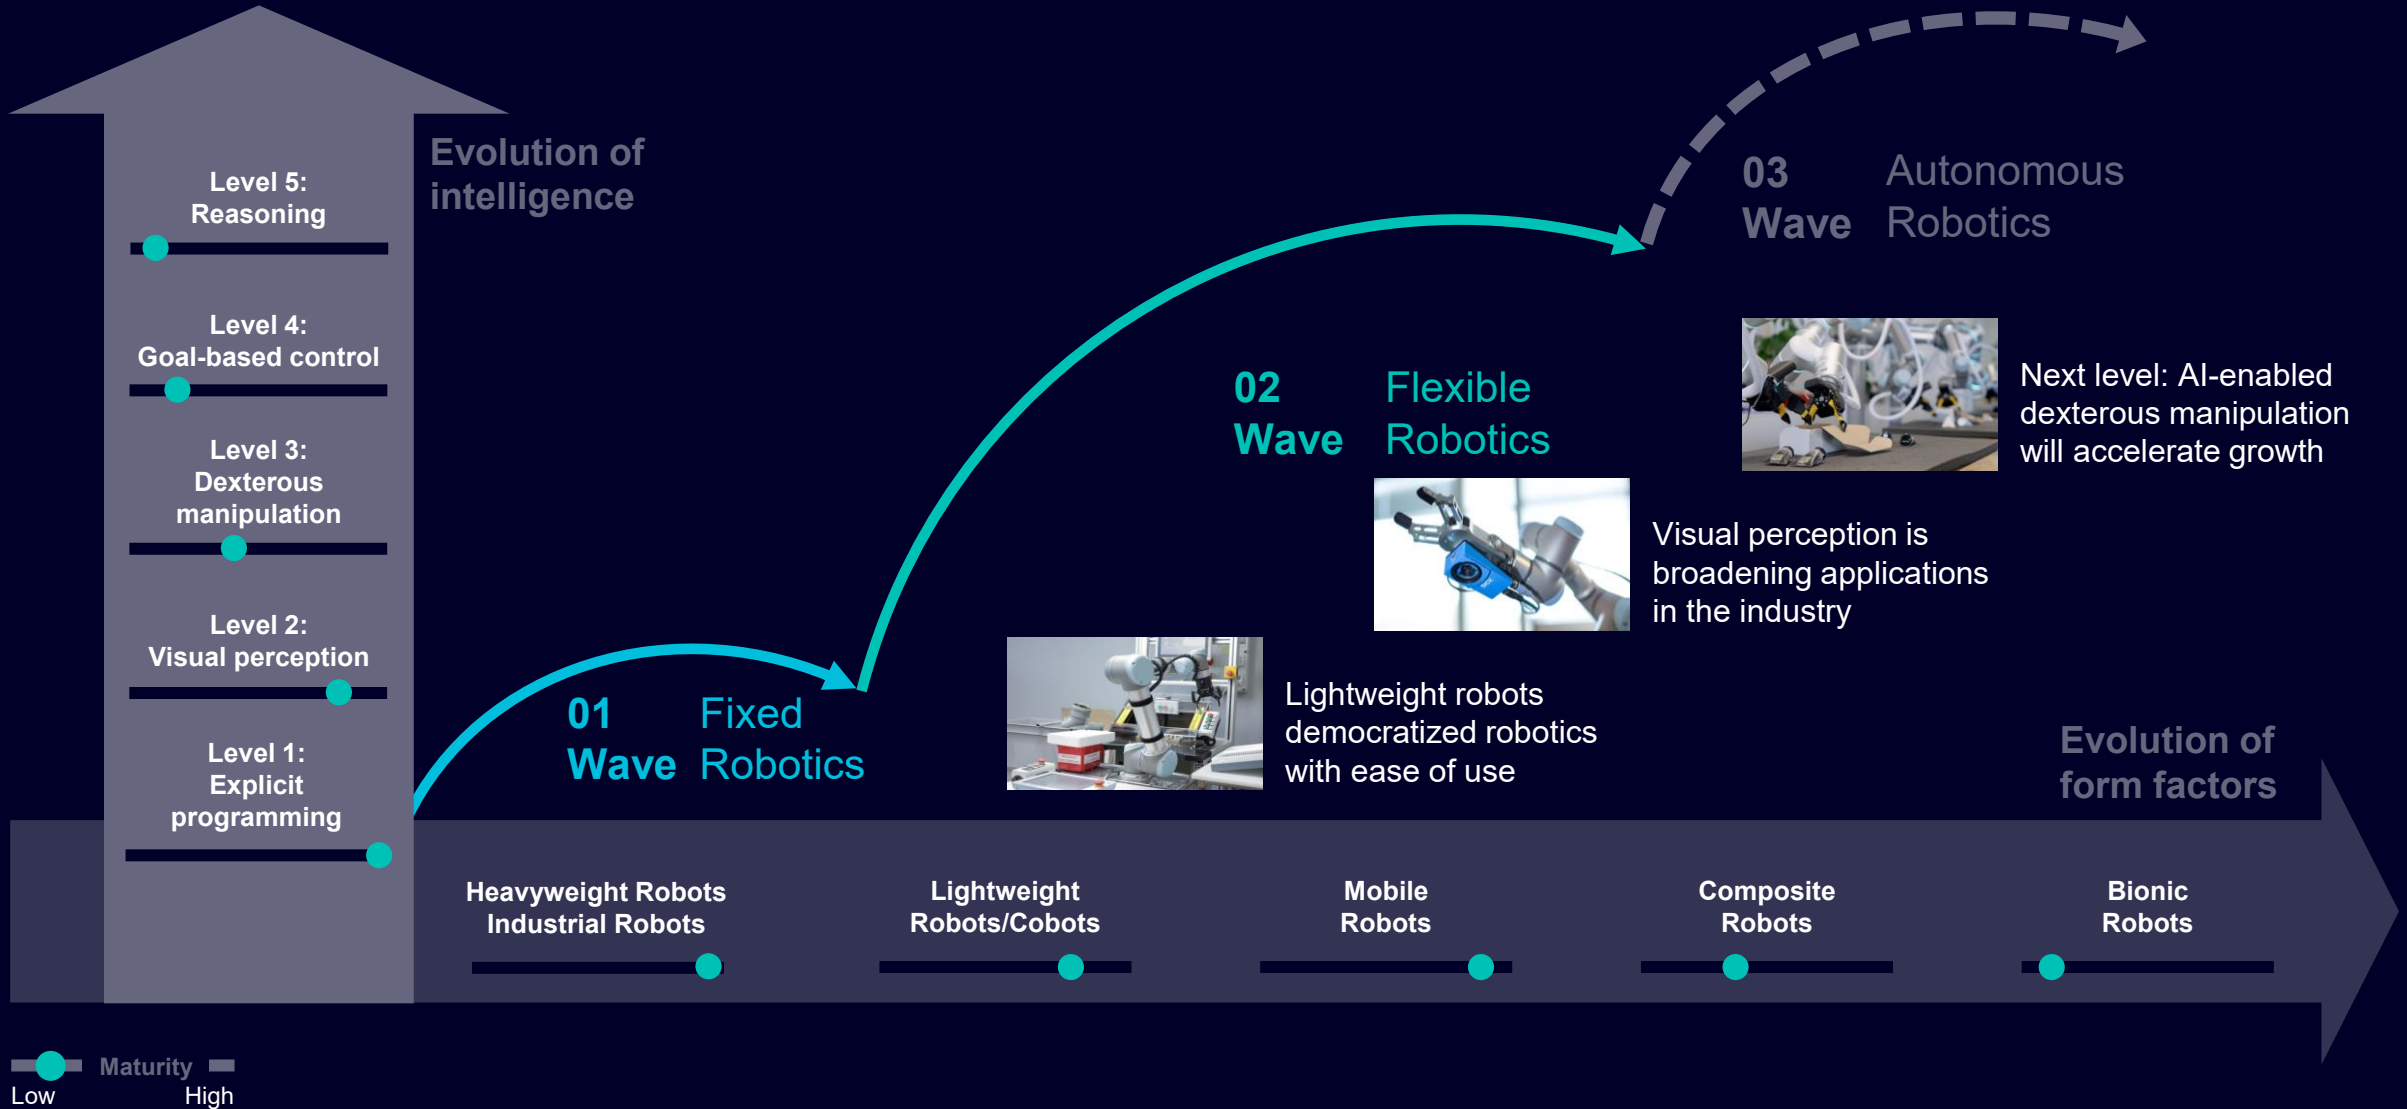 Evolution of
intelligence
Level 5:
Reasoning
Level 4:
Goal-based control
Level 3:
Dexterous
manipulation
Level 2:
Visual perception
Level 1:
Explicit
programming
01 Fixed
Wave Robotics
02 Flexible
Wave Robotics
03 Autonomous
Wave Robotics
Next level: AI-enabled
dexterous manipulation
will accelerate growth
Visual perception is
broadening applications
in the industry
Lightweight robots
democratized robotics
with ease of use
Evolution of
form factors
Heavyweight Robots
Industrial Robots
Lightweight
Robots/Cobots
Mobile
Robots
Composite
Robots
Bionic
Robots
Maturity
Low High